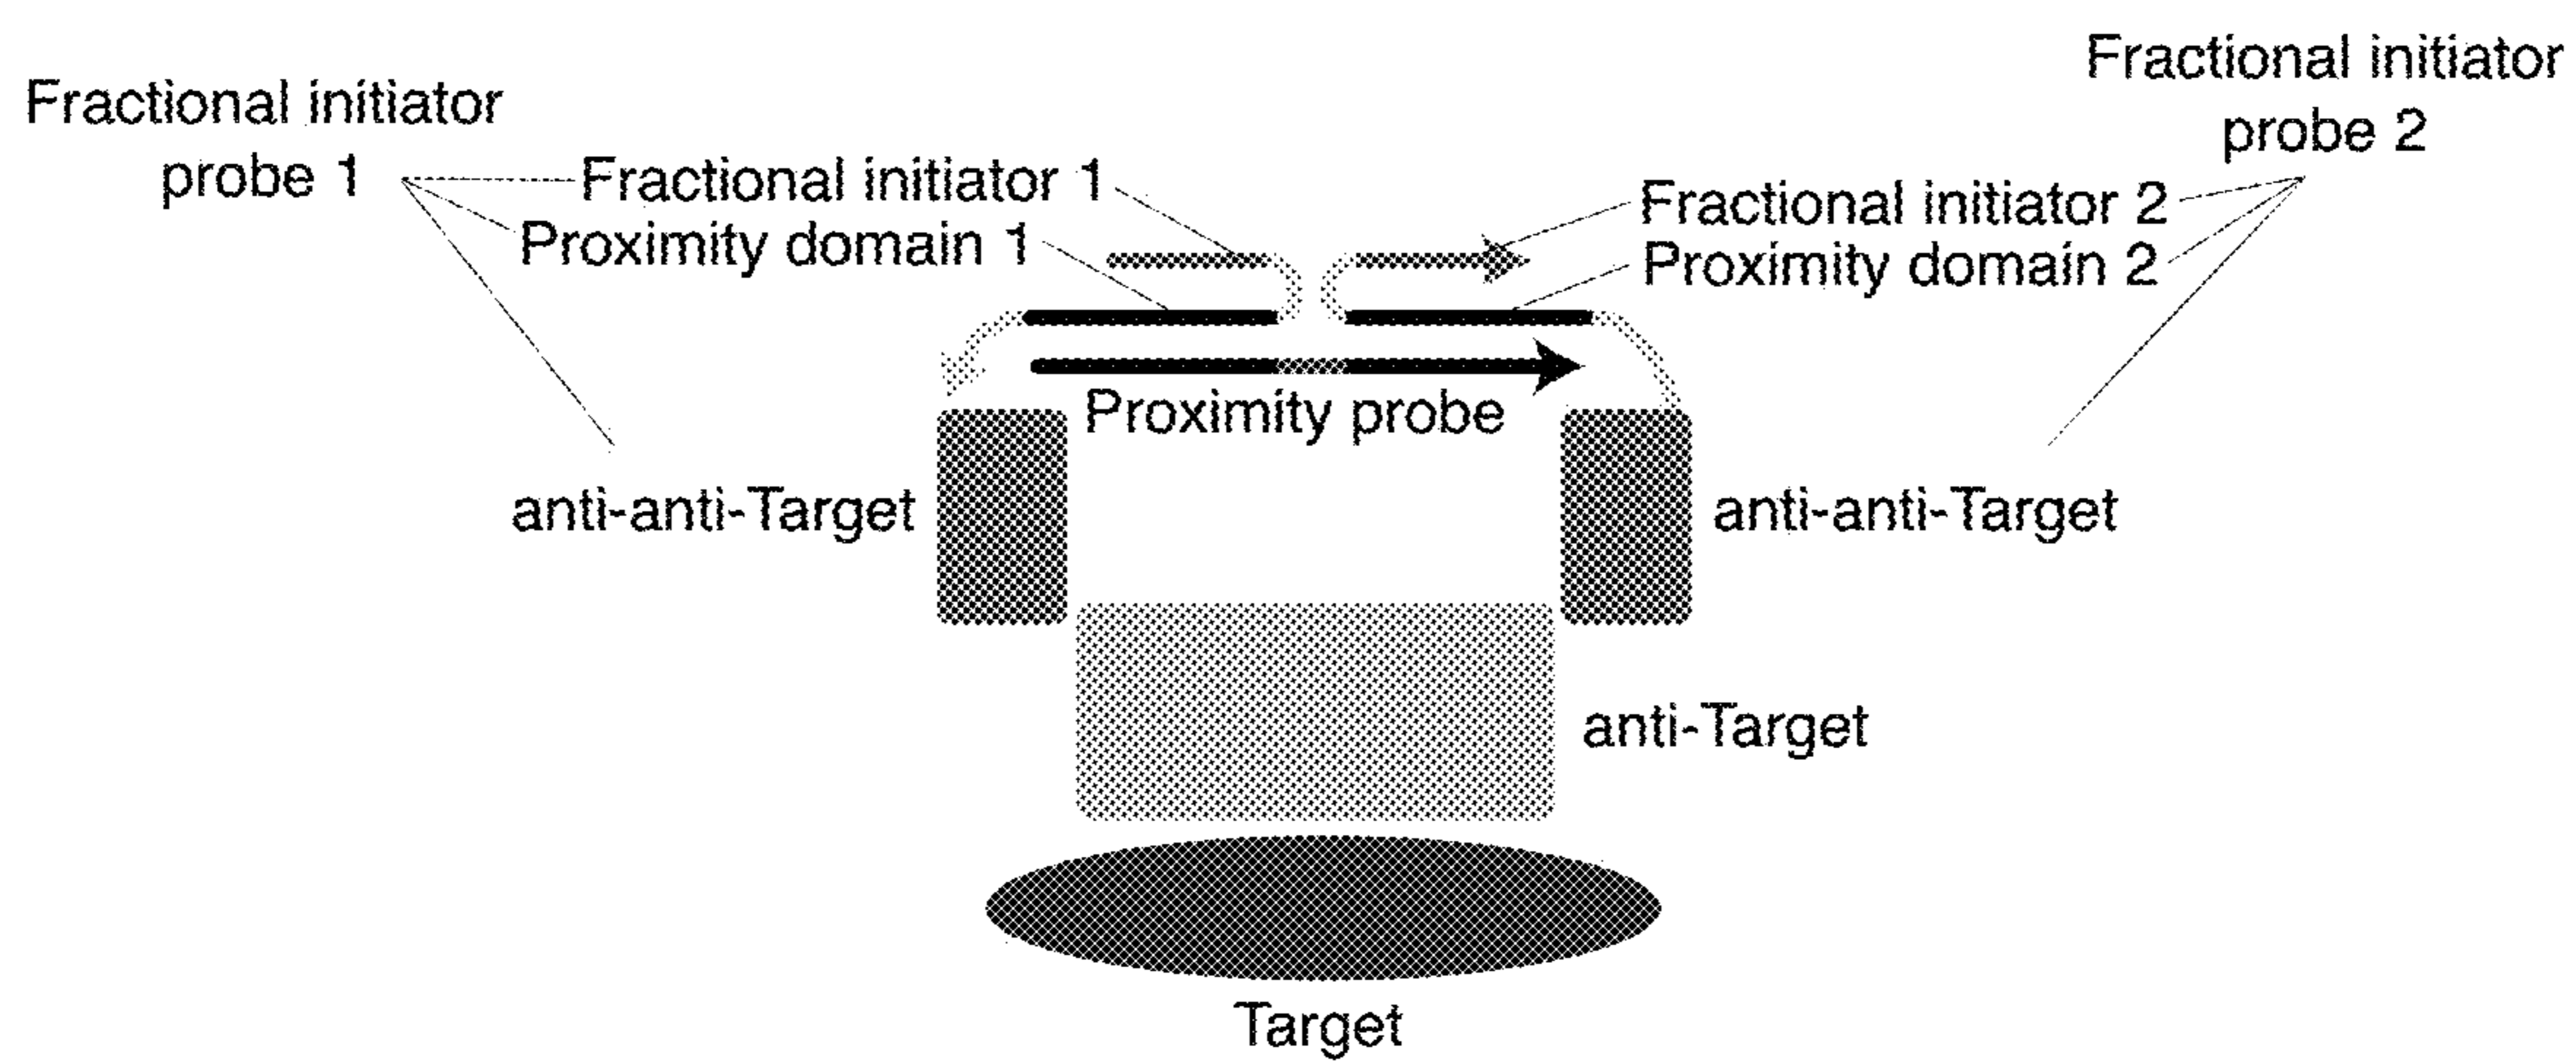 Fractional initiator
probe 1
Fractional initiator 1
Proximity domain 1
Fractional initiator
probe 2
Fractional initiator 2
Proximity domain 2
Proximity probe
anti-anti-Target
anti-anti-Target
anti-Target
Target